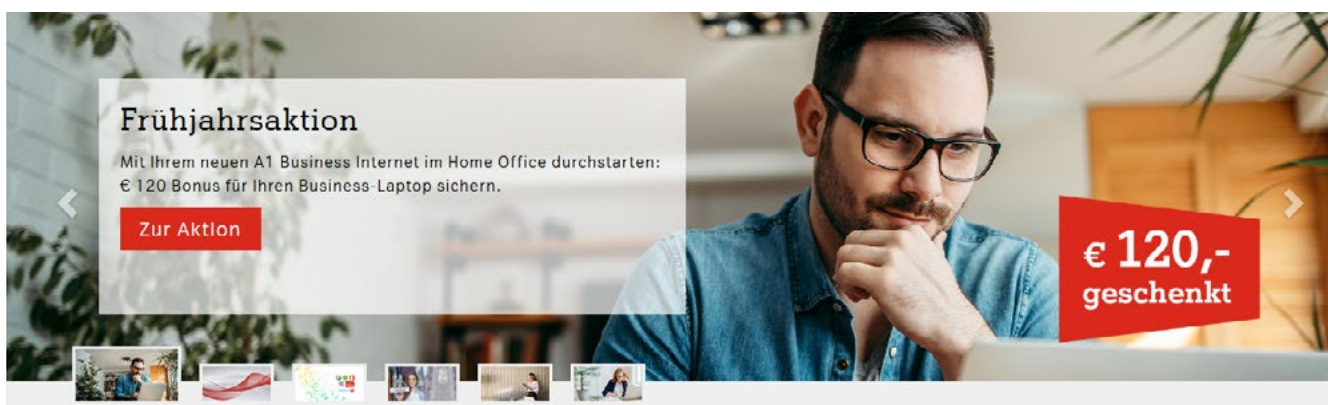 Frühjahrsaktion
Mit Ihrem neuen A1 Business Internet im Home Office durchstarten:
€ 120 Bonus für Ihren Business-Laptop sichern.
Zur Aktion
€ 120,-
geschenkt